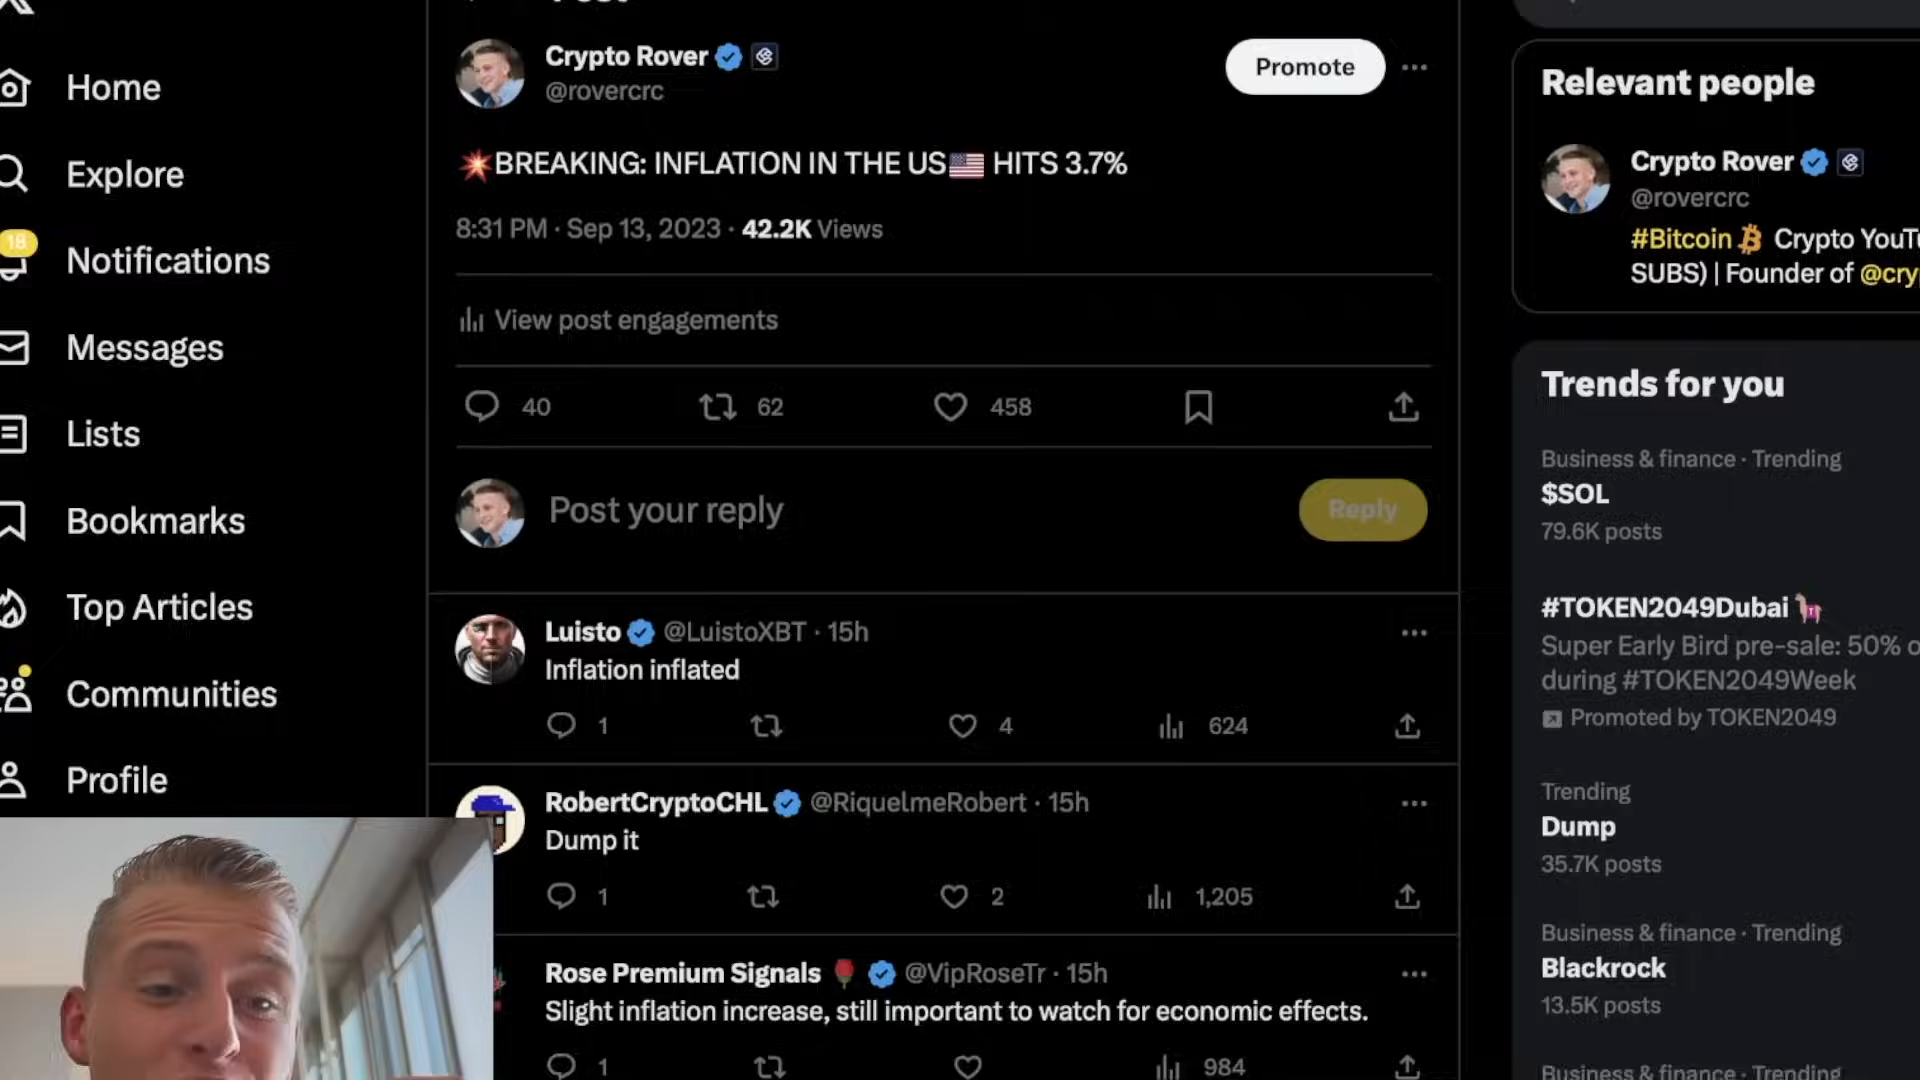 Home
Explore
18
Notifications
Messages
Lists
Bookmarks
Top Articles
Communities
Profile
Crypto Rover
@rovercrc
Promote
💥BREAKING: INFLATION IN THE US🇺🇸 HITS 3.7%
8:31 PM · Sep 13, 2023 · 42.2K Views
View post engagements
40 62 458
Post your reply
Reply
Luisto @LuistoXBT · 15h
Inflation inflated
1 4 624
RobertCryptoCHL @RiquelmeRobert · 15h
Dump it
1 2 1,205
Rose Premium Signals 🌹 @VipRoseTr · 15h
Slight inflation increase, still important to watch for economic effects.
1 984
Relevant people
Crypto Rover
@rovercrc
#Bitcoin Crypto
SUBS) | Founder of
Trends for you
Business & finance · Trending
$SOL
79.6K posts
#TOKEN2049Dubai
Super Early Bird pre-sale: 50%
during #TOKEN2049Week
Promoted by TOKEN2049
Trending
Dump
35.7K posts
Business & finance · Trending
Blackrock
13.5K posts
Business & finance · Trending